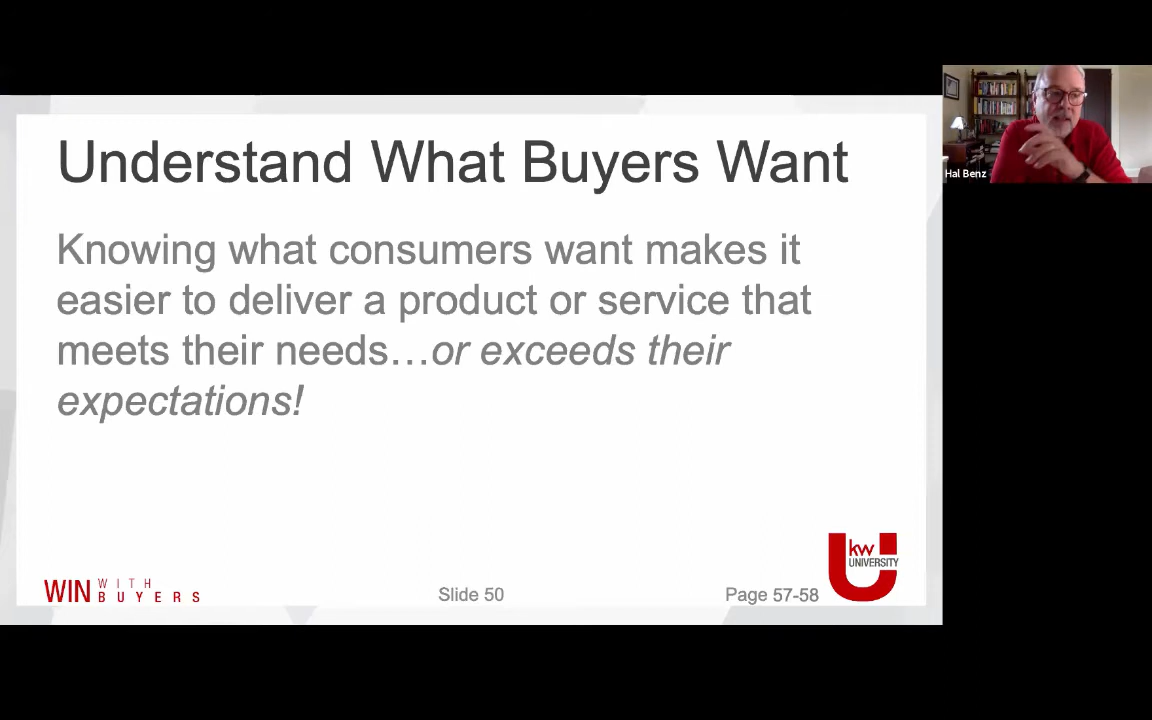 Understand What Buyers Want
Knowing what consumers want makes it
easier to deliver a product or service that
meets their needs…or exceeds their
expectations!
Hal Benz
WIN WITH BUYERS
Slide 50
Page 57-58
kw
UNIVERSITY